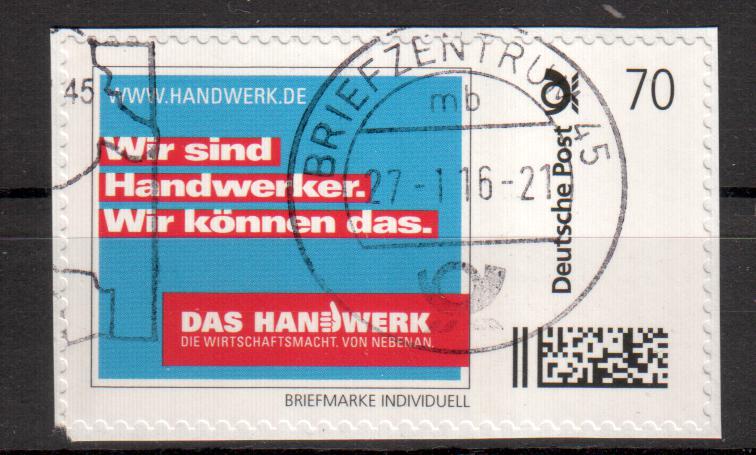 BRIEFZENTRUM 45
mb
27-1 16-21
45
WWW.HANDWERK.DE
Wir sind
Handwerker.
Wir können das.
DAS HANDWERK
DIE WIRTSCHAFTSMACHT. VON NEBENAN.
BRIEFMARKE INDIVIDUELL
Deutsche Post
70